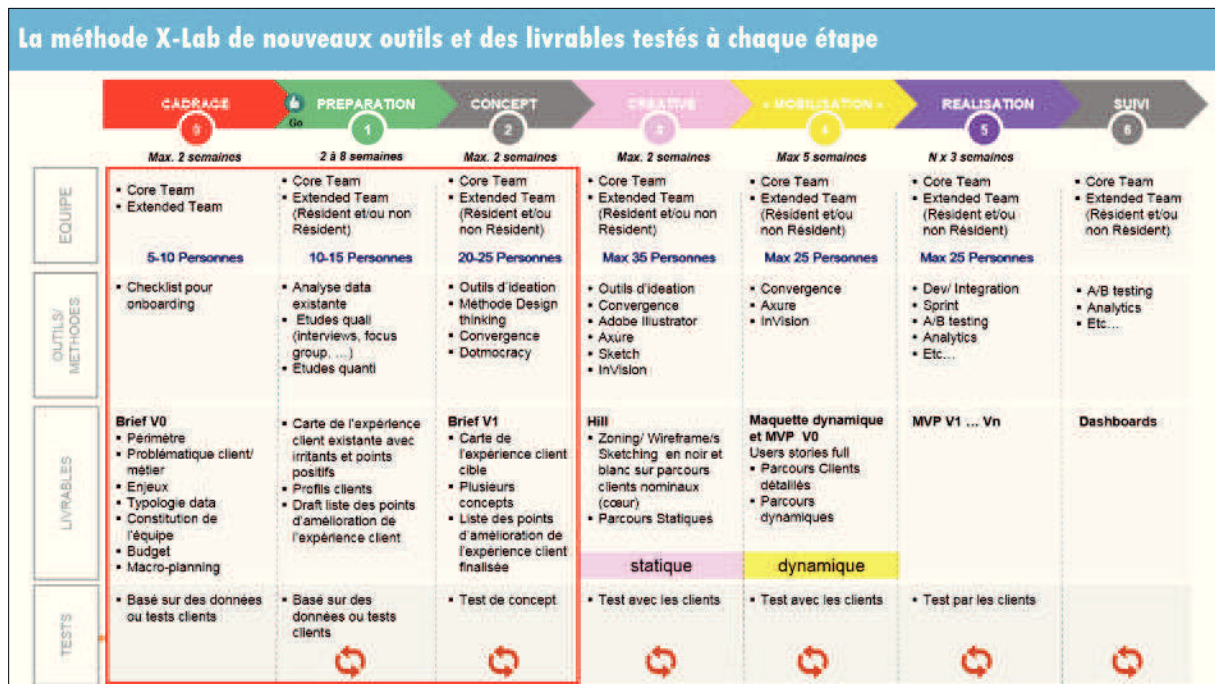 La méthode X-Lab de nouveaux outils et des livrables testés à chaque étape
CADRAGE
0
Go
PREPARATION
1
CONCEPT
2
CREATIVE
3
« MOBILISATION »
4
REALISATION
5
SUIVI
6
Max. 2 semaines
2 à 8 semaines
Max. 2 semaines
Max. 2 semaines
Max 5 semaines
N x 3 semaines
EQUIPE
▪ Core Team
▪ Extended Team
5-10 Personnes
▪ Core Team
▪ Extended Team
(Résident et/ou non
Résident)
10-15 Personnes
▪ Core Team
▪ Extended Team
(Résident et/ou
non Résident)
20-25 Personnes
▪ Core Team
▪ Extended Team
(Résident et/ou non
Résident)
Max 35 Personnes
▪ Core Team
▪ Extended Team
(Résident et/ou
non Résident)
Max 25 Personnes
▪ Core Team
▪ Extended Team
(Résident et/ou
non Résident)
Max 25 Personnes
▪ Core Team
▪ Extended Team
(Résident et/ou
non Résident)
OUTILS/
METHODES
▪ Checklist pour
onboarding
▪ Analyse data
existante
▪ Etudes quali
(interviews, focus
group, ...)
▪ Etudes quanti
▪ Outils d'ideation
▪ Méthode Design
thinking
▪ Convergence
▪ Dotmocracy
▪ Outils d'ideation
▪ Convergence
▪ Adobe Illustrator
▪ Axure
▪ Sketch
▪ InVision
▪ Convergence
▪ Axure
▪ InVision
▪ Dev/ Integration
▪ Sprint
▪ A/B testing
▪ Analytics
▪ Etc...
▪ A/B testing
▪ Analytics
▪ Etc...
LIVRABLES
Brief V0
▪ Périmètre
▪ Problématique client/
métier
▪ Enjeux
▪ Typologie data
▪ Constitution de
l'équipe
▪ Budget
▪ Macro-planning
▪ Carte de l'expérience
client existante avec
irritants et points
positifs
▪ Profils clients
▪ Draft liste des points
d'amélioration de
l'expérience client
Brief V1
▪ Carte de
l'expérience client
cible
▪ Plusieurs
concepts
▪ Liste des points
d'amélioration de
l'expérience client
finalisée
Hill
▪ Zoning/ Wireframe/s
Sketching en noir et
blanc sur parcours
clients nominaux
(cœur)
▪ Parcours Statiques
statique
Maquette dynamique
et MVP V0
Users stories full
▪ Parcours Clients
détaillés
▪ Parcours
dynamiques
dynamique
MVP V1 ... Vn
Dashboards
TESTS
▪ Basé sur des données
ou tests clients
▪ Basé sur des
données ou tests
clients
▪ Test de concept
▪ Test avec les clients
▪ Test avec les clients
▪ Test par les clients